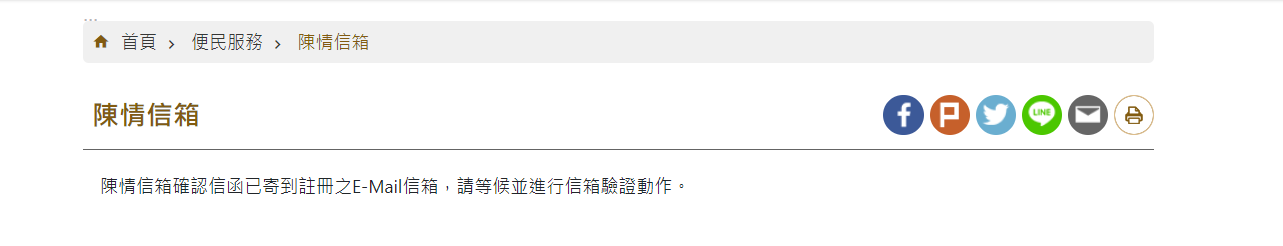 ...
首頁 › 便民服務 › 陳情信箱
陳情信箱
LINE
陳情信箱確認信函已寄到註冊之E-Mail信箱，請等候並進行信箱驗證動作。